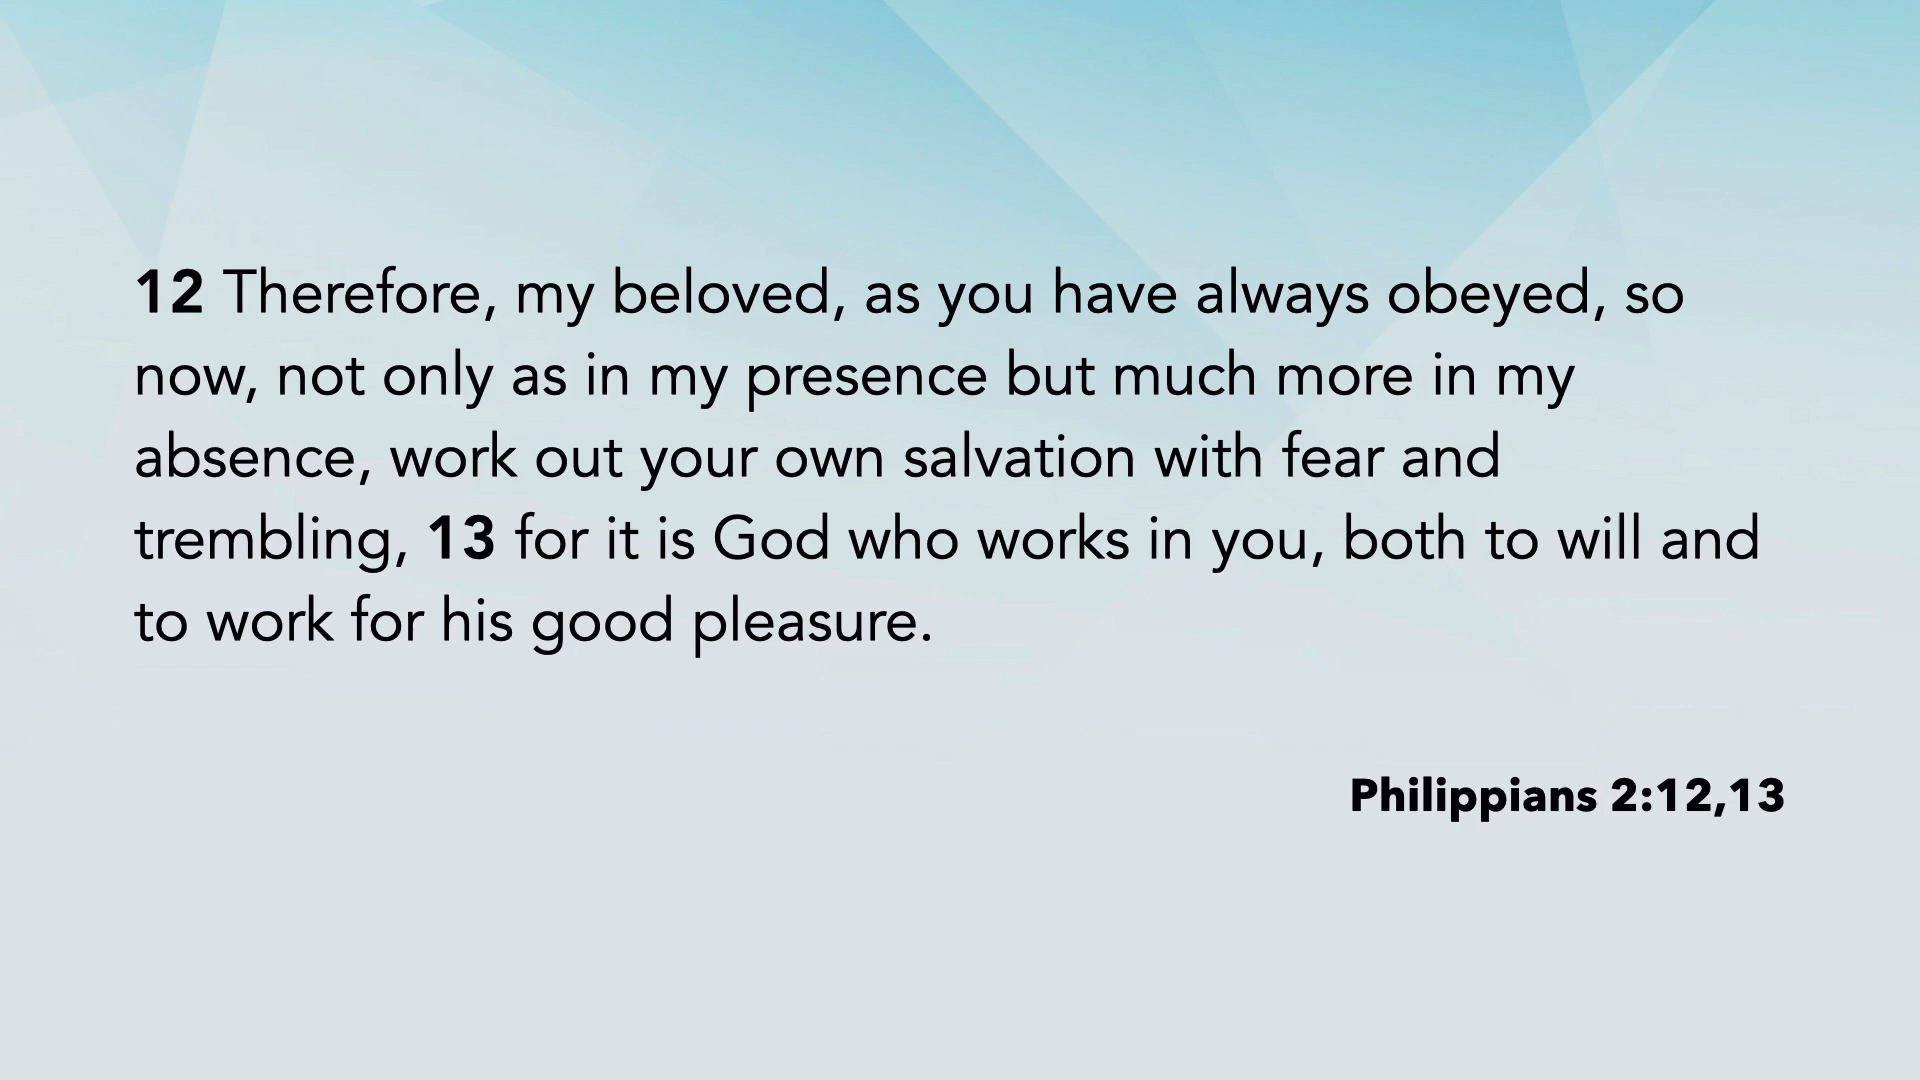 12 Therefore, my beloved, as you have always obeyed, so
now, not only as in my presence but much more in my
absence, work out your own salvation with fear and
trembling, 13 for it is God who works in you, both to will and
to work for his good pleasure.
Philippians 2:12,13